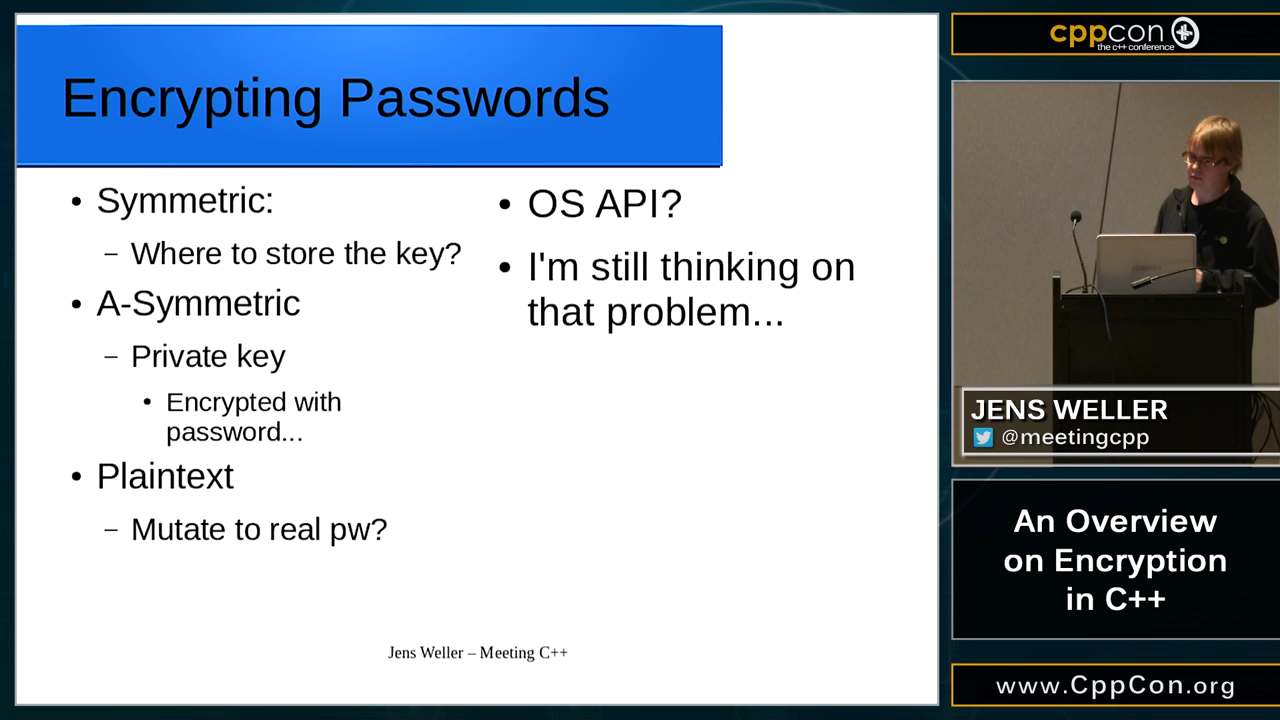 Encrypting Passwords
• Symmetric:
– Where to store the key?
• A-Symmetric
– Private key
• Encrypted with
password...
• Plaintext
– Mutate to real pw?
• OS API?
• I'm still thinking on
that problem...
Jens Weller – Meeting C++
cppcon
the c++ conference
JENS WELLER
@meetingcpp
An Overview
on Encryption
in C++
www.CppCon.org